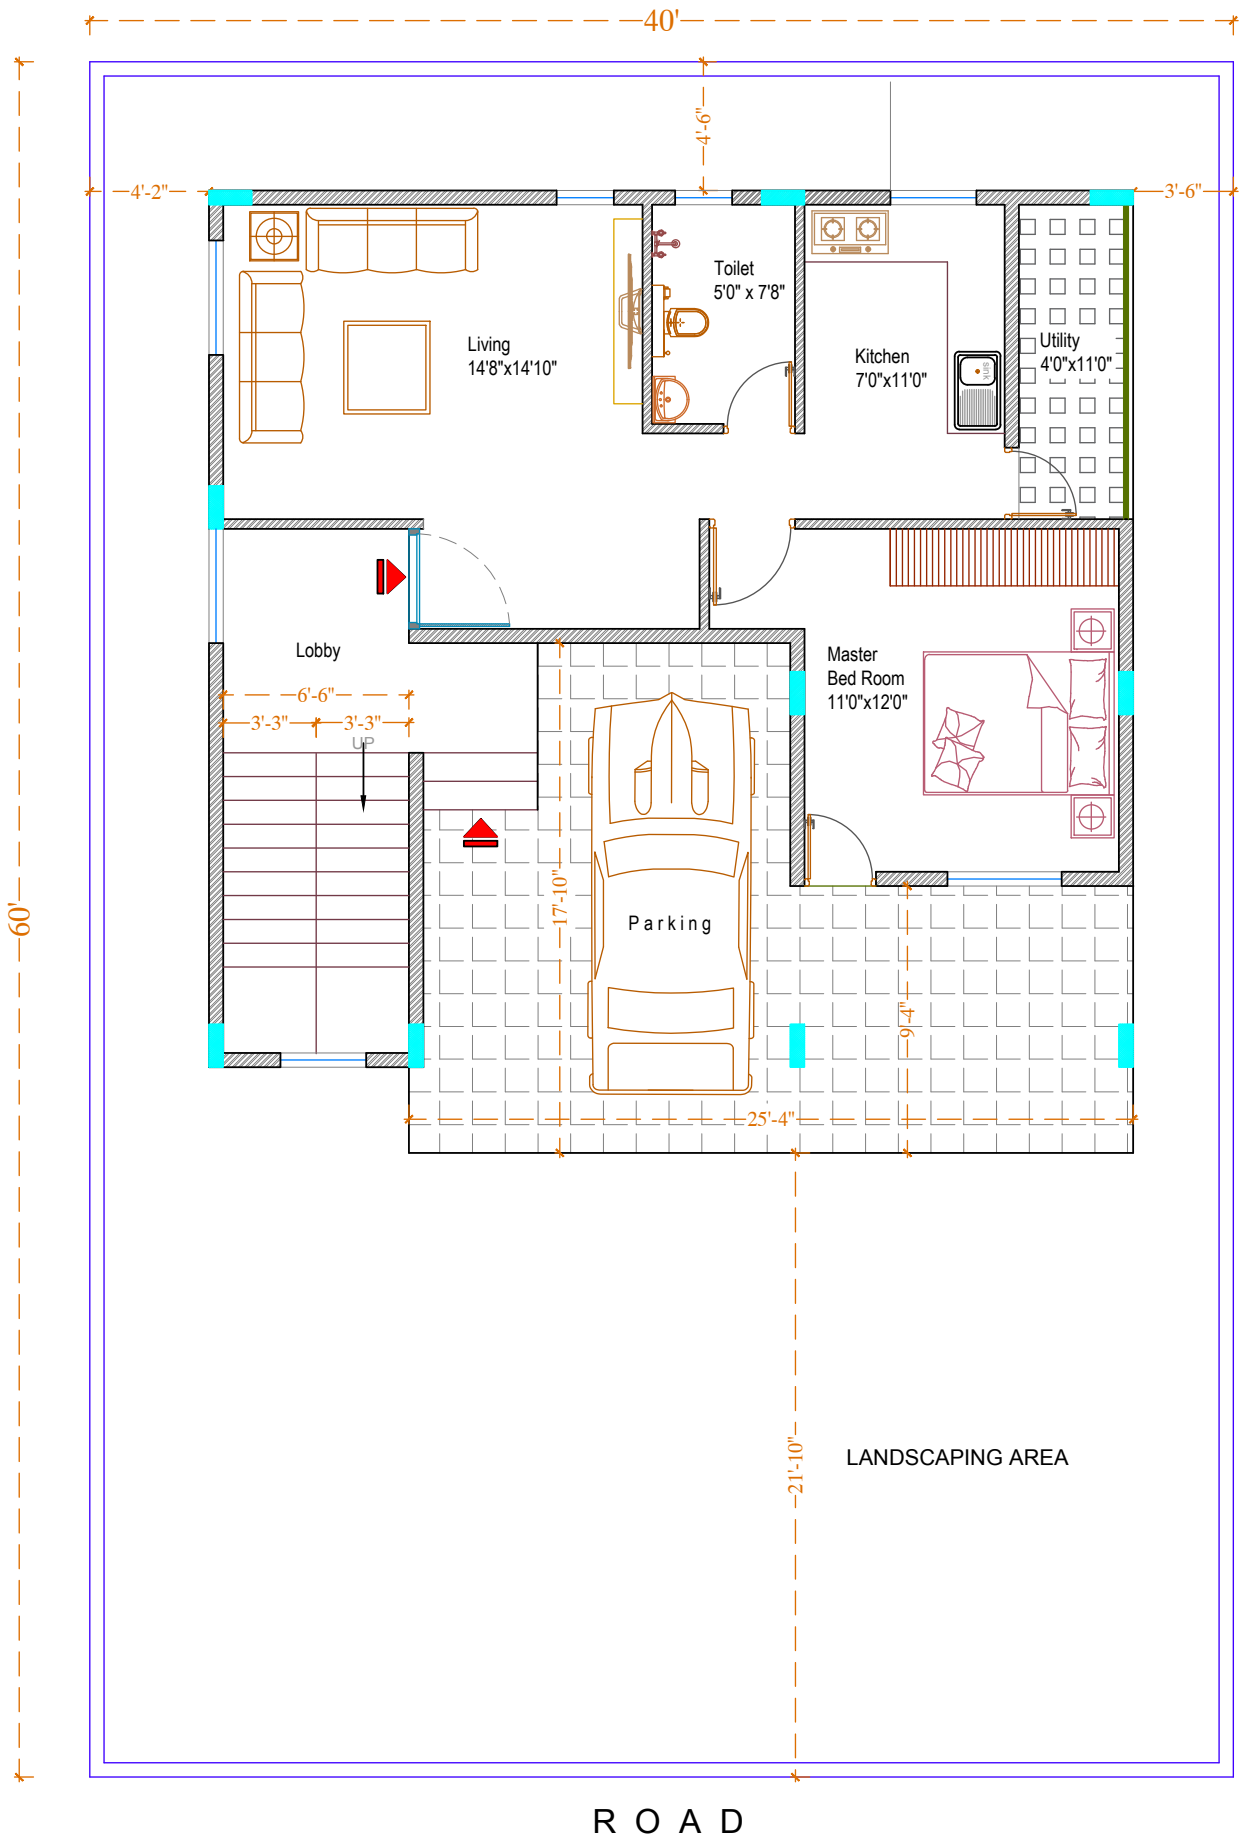 40'
4'-6"
4'-2"
3'-6"
Toilet
5'0" x 7'8"
Living
14'8"x14'10"
Kitchen
7'0"x11'0"
sink
Utility
4'0"x11'0"
Lobby
6'-6"
3'-3"
3'-3"
UP
Master
Bed Room
11'0"x12'0"
60'
17'-10"
Parking
9'-4"
25'-4"
21'-10"
LANDSCAPING AREA
ROAD